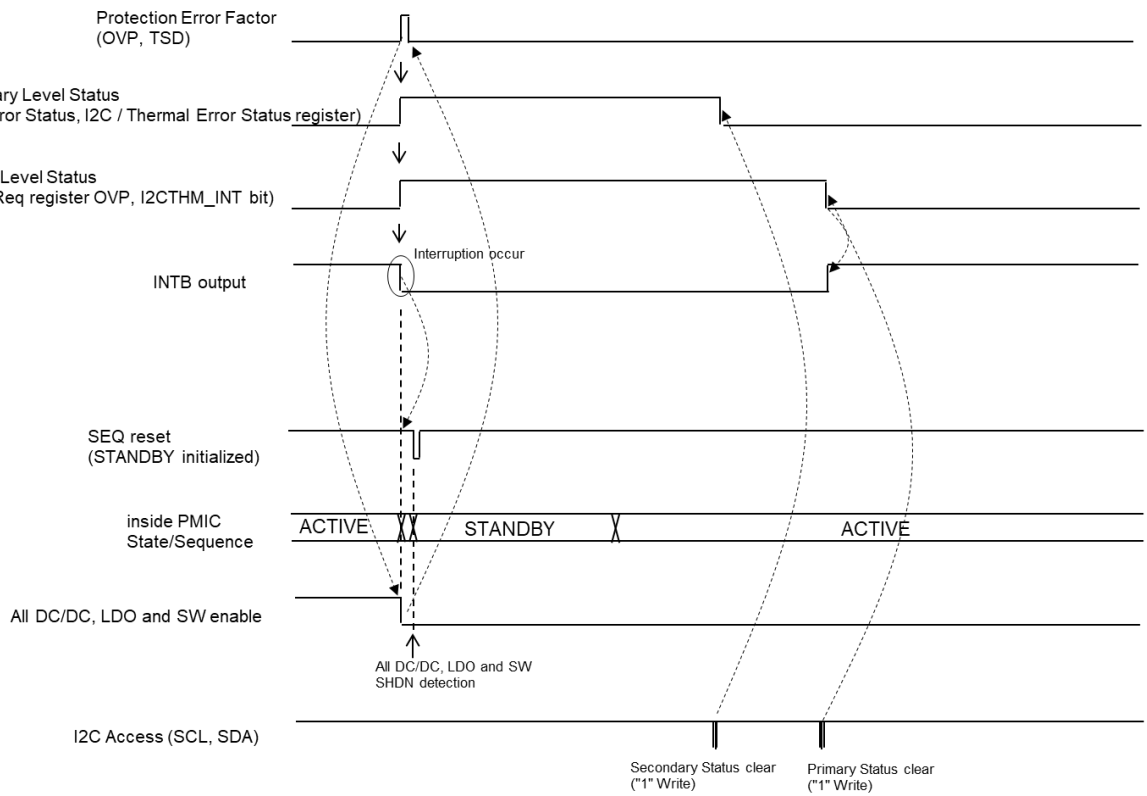 Protection Error Factor
(OVP, TSD)
ary Level Status
ror Status, I2C / Thermal Error Status register)
Level Status
Req register OVP, I2CTHM_INT bit)
Interruption occur
INTB output
SEQ reset
(STANDBY initialized)
inside PMIC
State/Sequence
ACTIVE
STANDBY
ACTIVE
All DC/DC, LDO and SW enable
All DC/DC, LDO and SW
SHDN detection
I2C Access (SCL, SDA)
Secondary Status clear
("1" Write)
Primary Status clear
("1" Write)